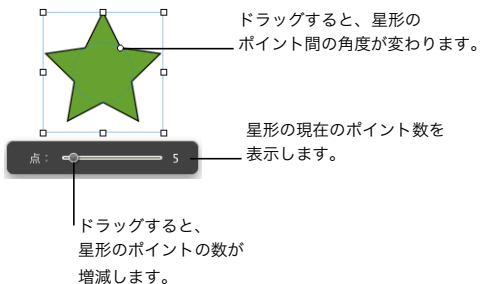 ドラッグすると、星形の
ポイント間の角度が変わります。
星形の現在のポイント数を
表示します。
点： 5
ドラッグすると、
星形のポイントの数が
増減します。